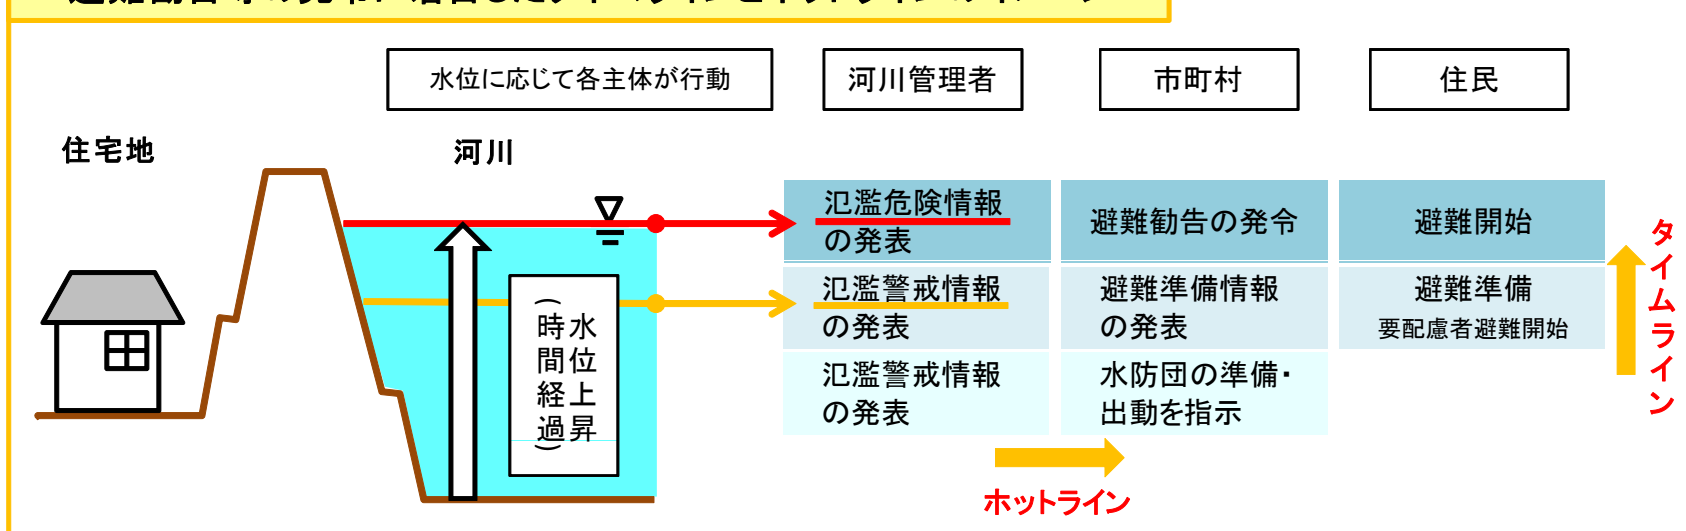 水位に応じて各主体が行動
河川管理者
市町村
住民
住宅地
河川
氾濫危険情報
の発表
避難勧告の発令
避難開始
氾濫警戒情報
の発表
避難準備情報
の発表
避難準備
要配慮者避難開始
氾濫警戒情報
の発表
水防団の準備・
出動を指示
水位上昇
(時間経過)
タイムライン
ホットライン